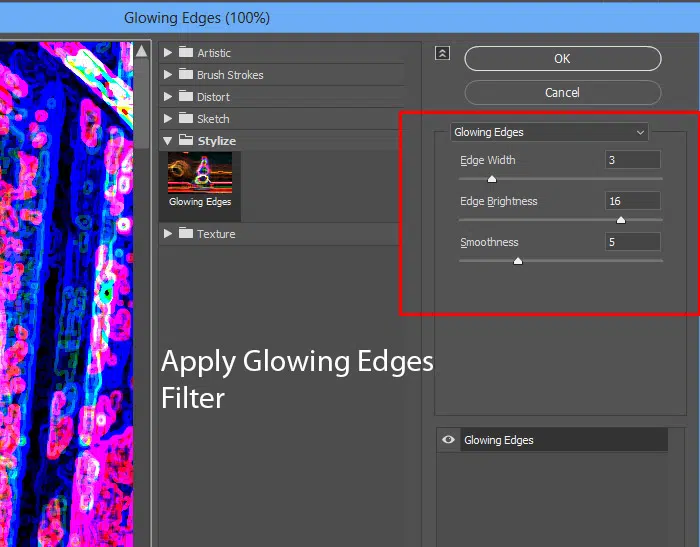 Glowing Edges (100%)
Artistic
Brush Strokes
Distort
Sketch
Stylize
Glowing Edges
Texture
OK
Cancel
Glowing Edges
Edge Width 3
Edge Brightness 16
Smoothness 5
Apply Glowing Edges
Filter
Glowing Edges